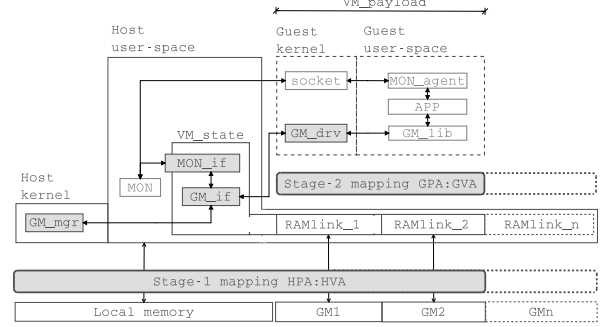 VM_payload
Host
user-space
Guest
kernel
Guest
user-space
socket
MON_agent
APP
VM_state
GM_drv
GM_lib
MON_if
Host
kernel
MON
GM_if
Stage-2 mapping GPA:GVA
GM_mgr
RAMlink_1
RAMlink_2
RAMlink_n
Stage-1 mapping HPA:HVA
Local memory
GM1
GM2
GMn